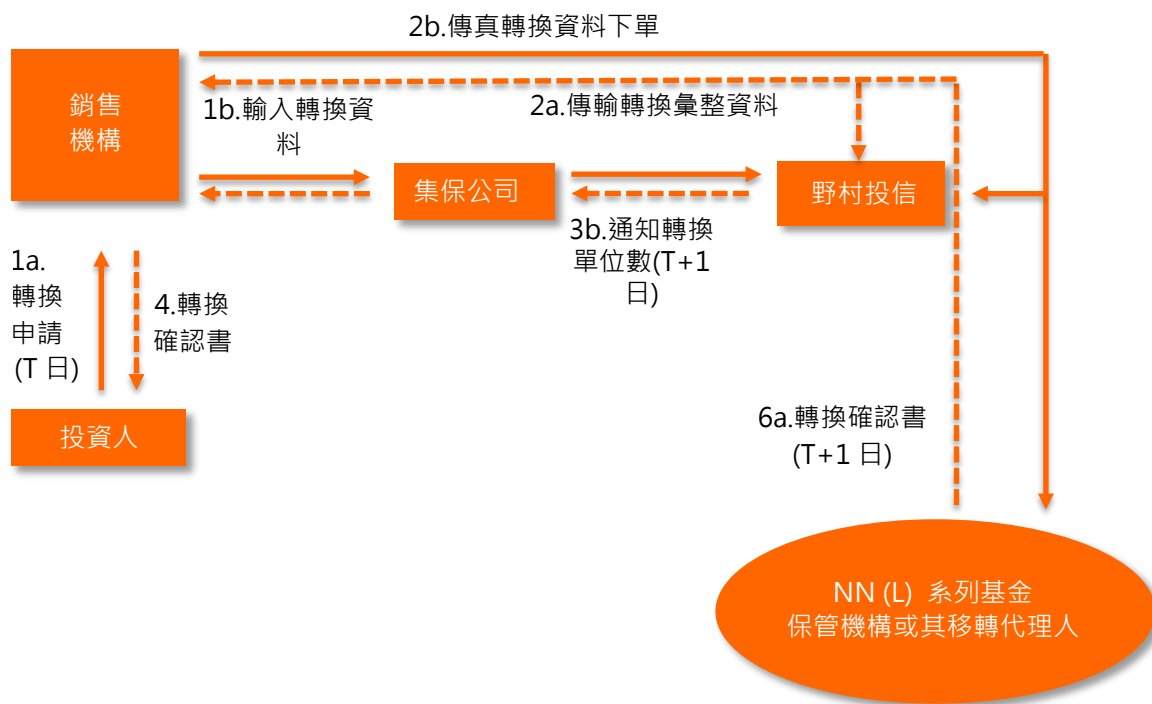 2b.傳真轉換資料下單
銷售
機構
1b.輸入轉換資
料
2a.傳輸轉換彙整資料
集保公司
野村投信
3b.通知轉換
單位數(T+1
日)
1a.
轉換
申請
(T 日)
4.轉換
確認書
投資人
6a.轉換確認書
(T+1 日)
NN (L) 系列基金
保管機構或其移轉代理人